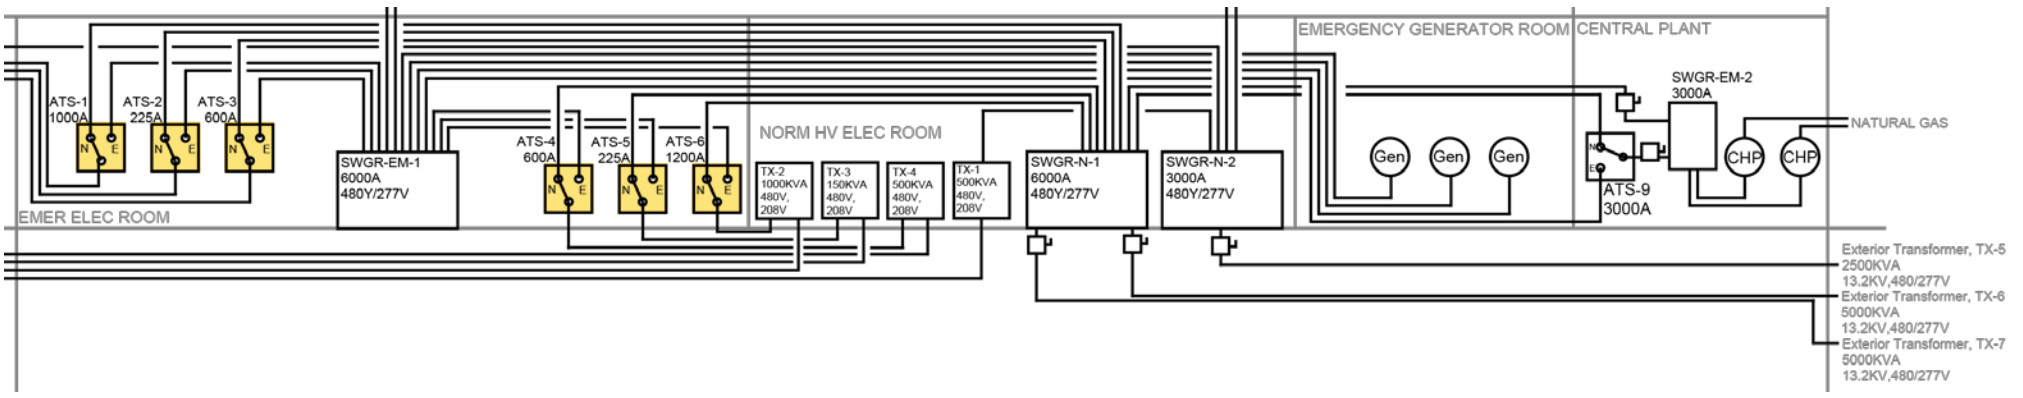 EMERGENCY GENERATOR ROOM
CENTRAL PLANT
SWGR-EM-2
3000A
ATS-1
1000A
N
E
ATS-2
225A
N
E
ATS-3
600A
N
E
EMER ELEC ROOM
SWGR-EM-1
6000A
480Y/277V
ATS-4
600A
N
E
ATS-5
225A
N
E
ATS-6
1200A
N
E
NORM HV ELEC ROOM
TX-2
1000KVA
480V,
208V
TX-3
150KVA
480V,
208V
TX-4
500KVA
480V,
208V
TX-1
500KVA
480V,
208V
SWGR-N-1
6000A
480Y/277V
SWGR-N-2
3000A
480Y/277V
Gen
Gen
Gen
N
E
ATS-9
3000A
CHP
CHP
NATURAL GAS
Exterior Transformer, TX-5
2500KVA
13.2KV,480/277V
Exterior Transformer, TX-6
5000KVA
13.2KV,480/277V
Exterior Transformer, TX-7
5000KVA
13.2KV,480/277V